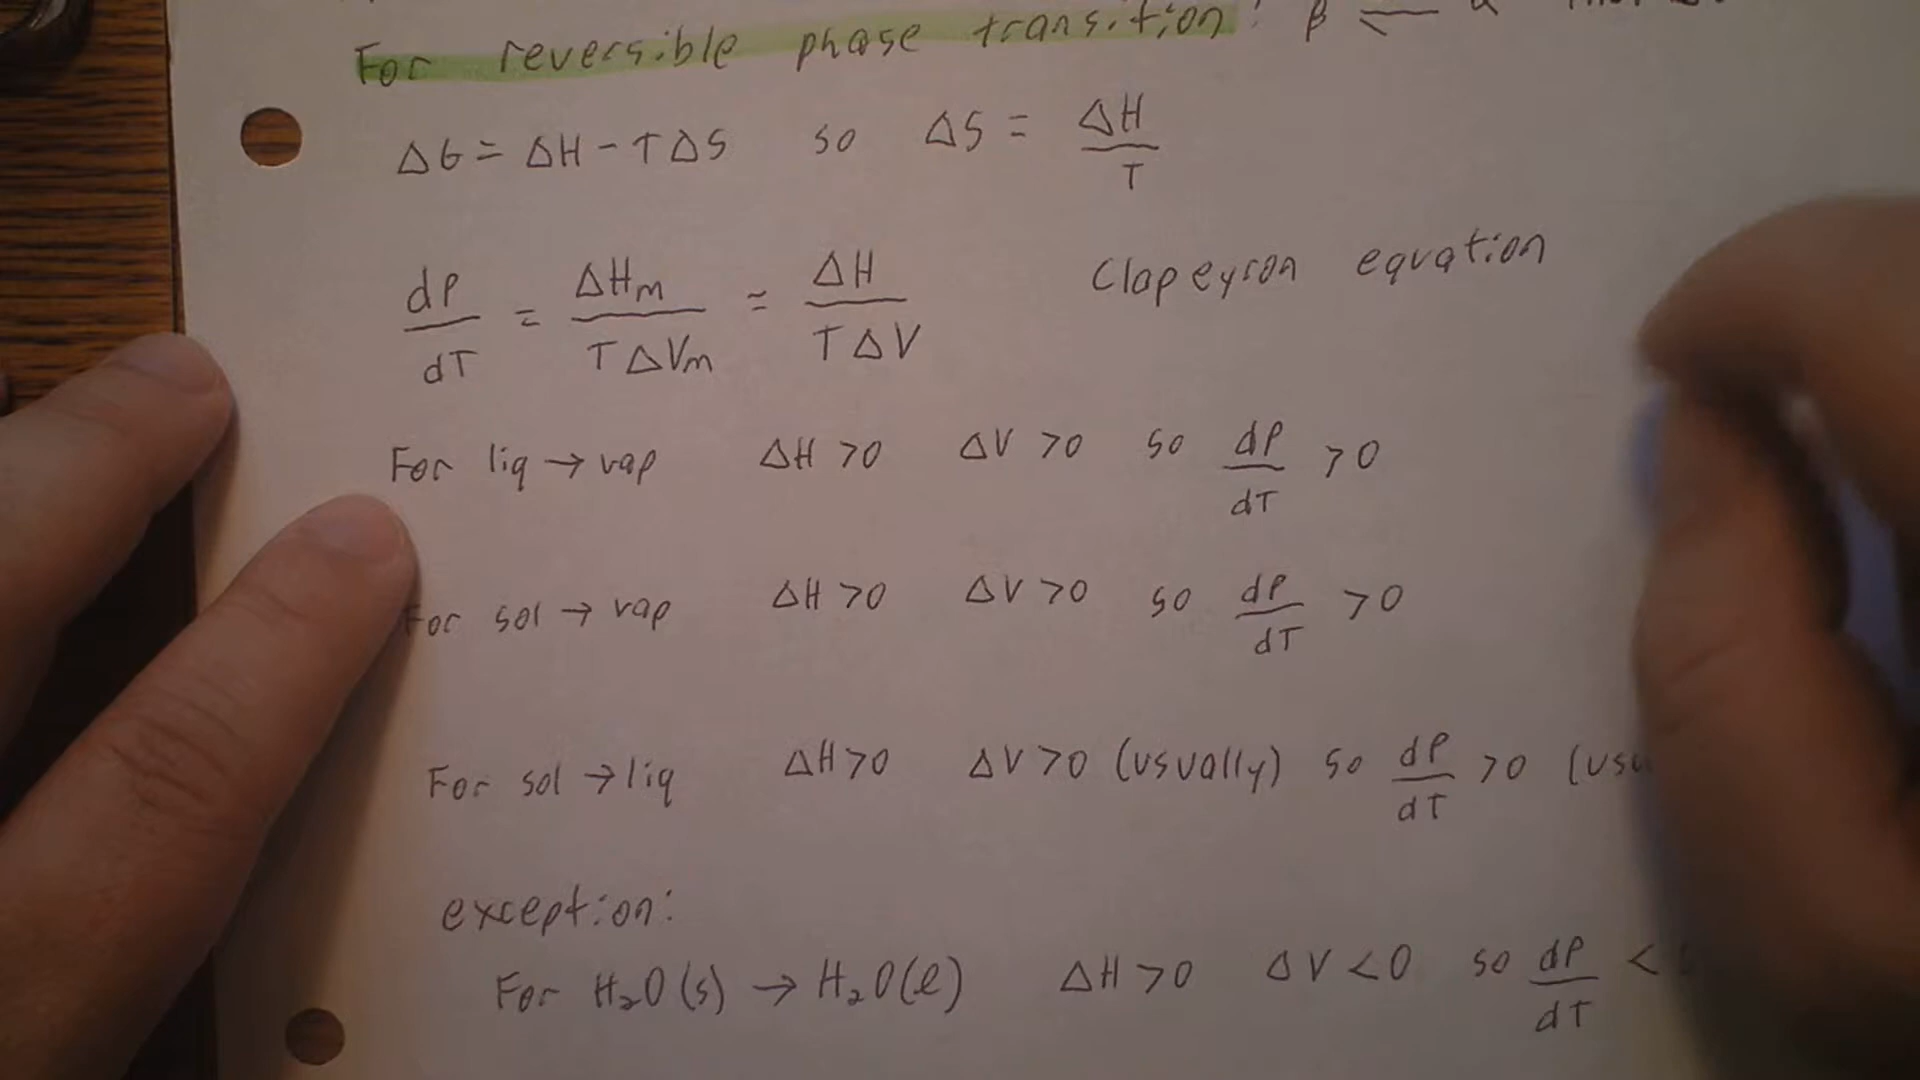 For reversible phase transition: β ⇌ α
ΔG = ΔH - TΔS so ΔS = ΔH/T
dP/dT = ΔHm/TΔVm = ΔH/TΔV Clapeyron equation
For liq → vap ΔH >0 ΔV >0 so dP/dT >0
For sol → vap ΔH >0 ΔV >0 so dP/dT >0
For sol → liq ΔH >0 ΔV >0 (usually) so dP/dT >0
exception:
For H₂O(s) → H₂O(l) ΔH >0 ΔV <0 so dP/dT <